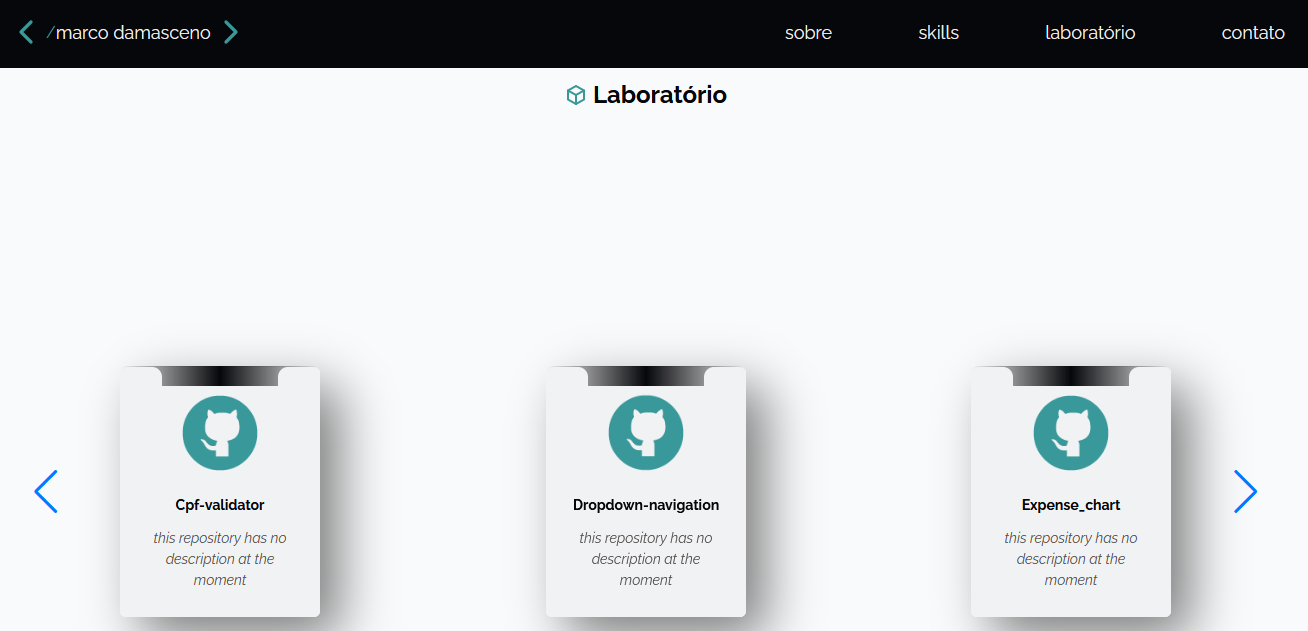 /marco damasceno
sobre
skills
laboratório
contato
Laboratório
Cpf-validator
this repository has no
description at the
moment
Dropdown-navigation
this repository has no
description at the
moment
Expense_chart
this repository has no
description at the
moment